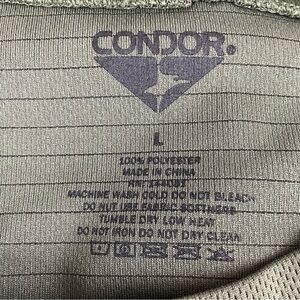 CONDOR®
L
100% POLYESTER
MADE IN CHINA
MACHINE WASH COLD DO NOT BLEACH
DO NOT USE FABRIC SOFTNERS
TUMBLE DRY LOW HEAT
DO NOT IRON DO NOT DRY CLEAN